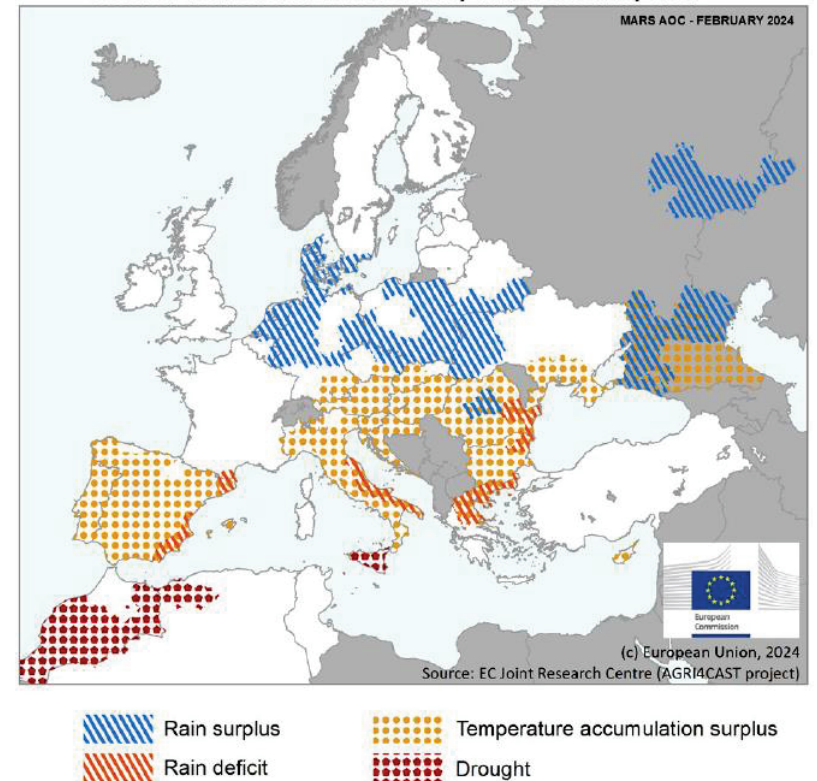 MARS AOC - FEBRUARY 2024
European
Commission
(c) European Union, 2024
Source: EC Joint Research Centre (AGRI4CAST project)
Rain surplus
Temperature accumulation surplus
Rain deficit
Drought